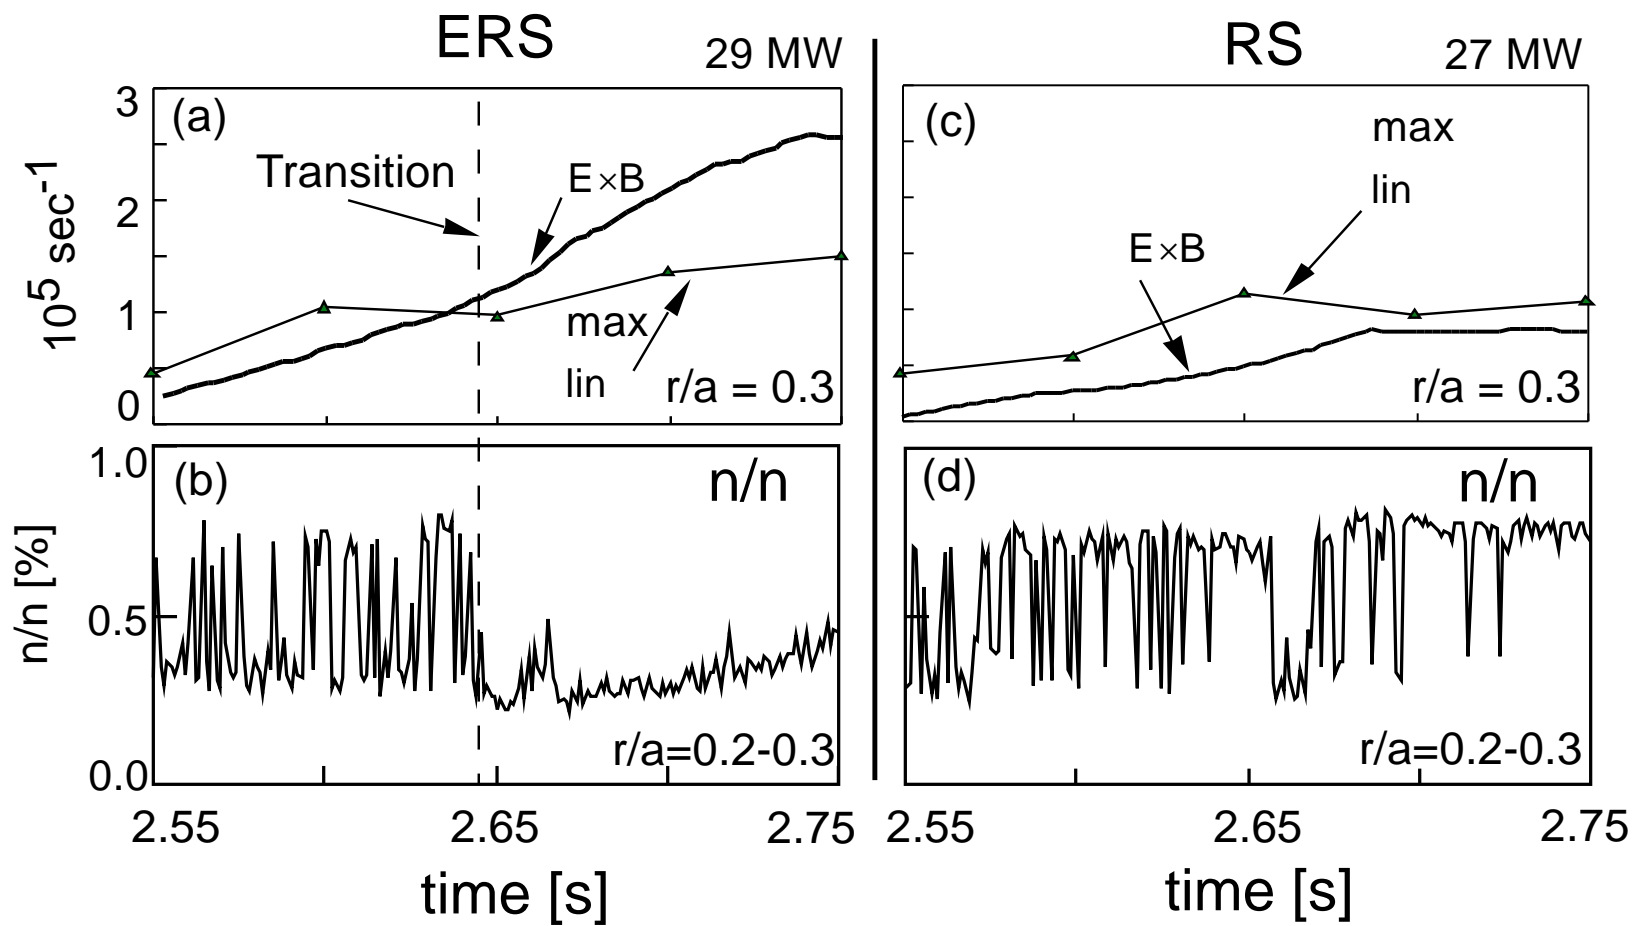 ERS
29 MW
RS
27 MW
3
2
1
0
10⁵ sec⁻¹
(a)
Transition
E×B
max
lin
r/a = 0.3
(c)
max
lin
E×B
r/a = 0.3
1.0
0.5
0.0
n/n [%]
(b)
n/n
r/a=0.2-0.3
(d)
n/n
r/a=0.2-0.3
2.55 2.65 2.75
2.55 2.65 2.75
time [s]
time [s]